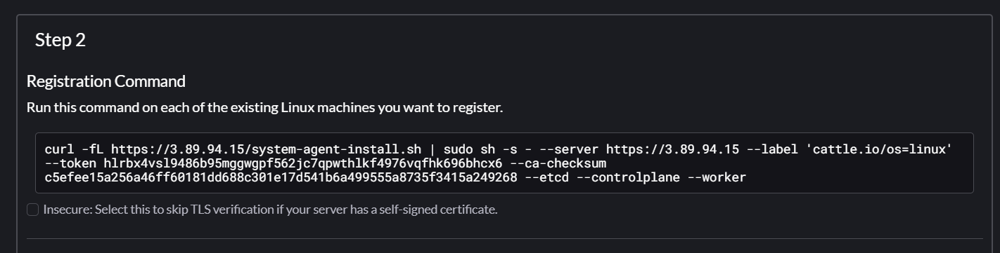 Step 2
Registration Command
Run this command on each of the existing Linux machines you want to register.
curl -fL https://3.89.94.15/system-agent-install.sh | sudo sh -s - --server https://3.89.94.15 --label 'cattle.io/os=linux'
--token hlrbx4vsl9486b95mggwgpf562jc7qpwthlkf4976vqfhk696bhcx6 --ca-checksum
c5efee15a256a46ff60181dd688c301e17d541b6a499555a8735f3415a249268 --etcd --controlplane --worker
Insecure: Select this to skip TLS verification if your server has a self-signed certificate.